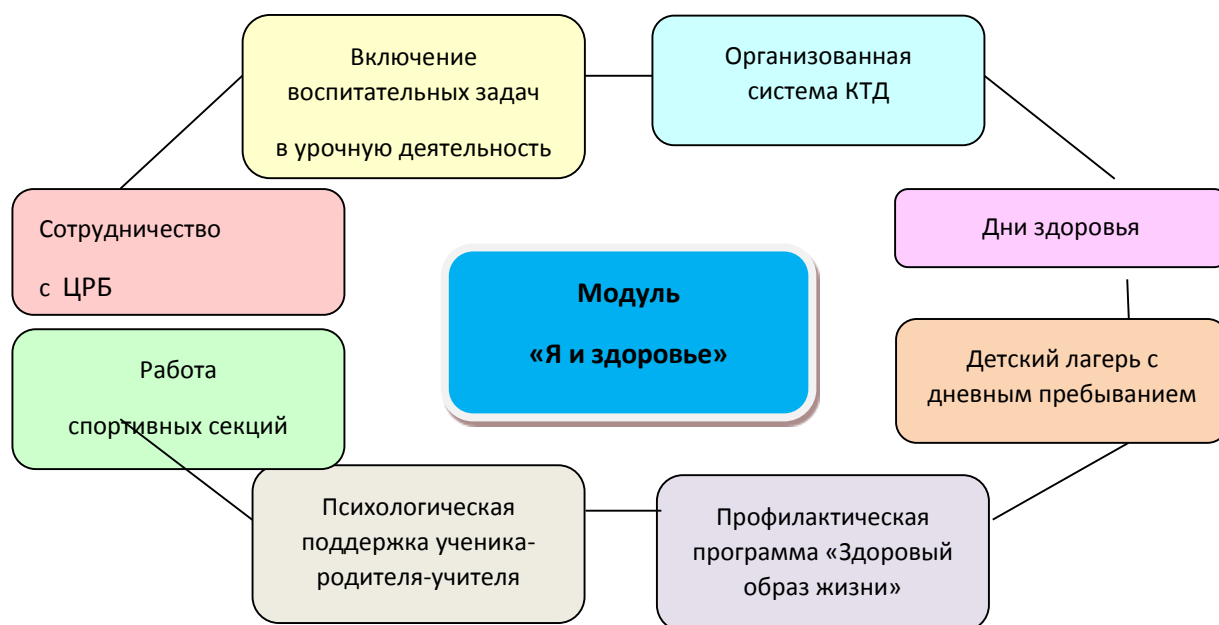 Включение
воспитательных задач
в урочную деятельность
Организованная
система КТД
Сотрудничество
с ЦРБ
Дни здоровья
Модуль
«Я и здоровье»
Работа
спортивных секций
Детский лагерь с
дневным пребыванием
Психологическая
поддержка ученика-
родителя-учителя
Профилактическая
программа «Здоровый
образ жизни»